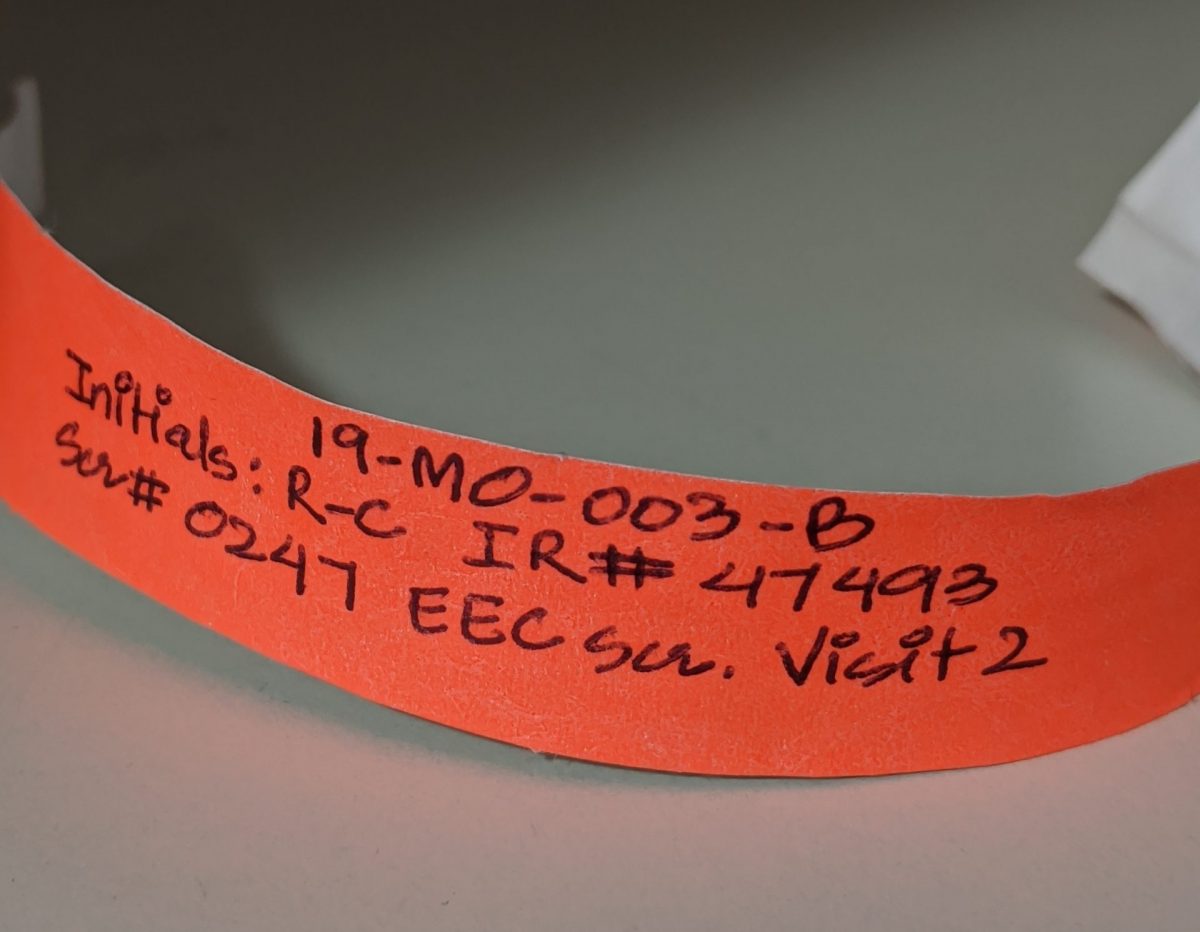 19-MO-003-B
Initials: R-C IR# 47493
Scr# 0247 EEC Scr. Visit 2